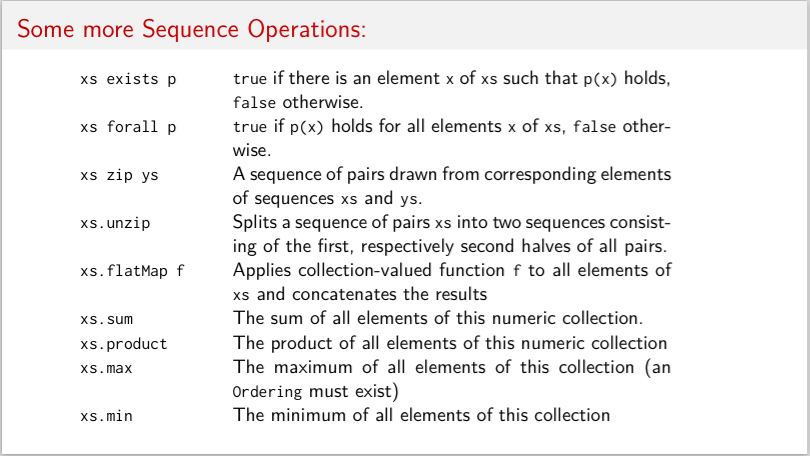 Some more Sequence Operations:
xs exists p true if there is an element x of xs such that p(x) holds,
false otherwise.
xs forall p true if p(x) holds for all elements x of xs, false other-
wise.
xs zip ys A sequence of pairs drawn from corresponding elements
of sequences xs and ys.
xs.unzip Splits a sequence of pairs xs into two sequences consist-
ing of the first, respectively second halves of all pairs.
xs.flatMap f Applies collection-valued function f to all elements of
xs and concatenates the results
xs.sum The sum of all elements of this numeric collection.
xs.product The product of all elements of this numeric collection
xs.max The maximum of all elements of this collection (an
Ordering must exist)
xs.min The minimum of all elements of this collection